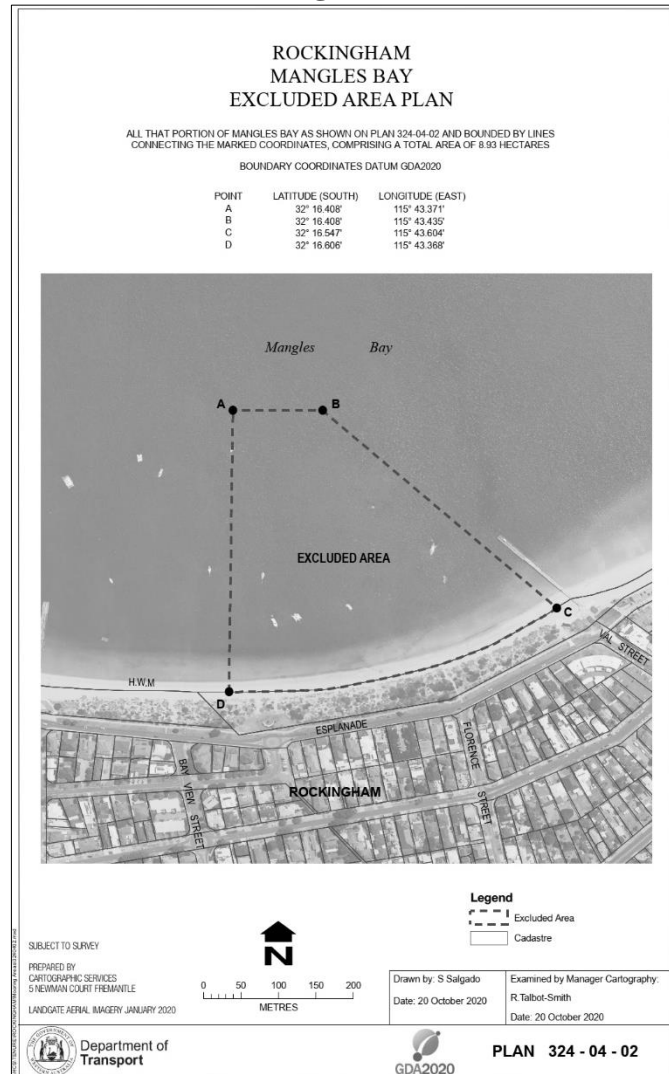 ROCKINGHAM
MANGLES BAY
EXCLUDED AREA PLAN
ALL THAT PORTION OF MANGLES BAY AS SHOWN ON PLAN 324-04-02 AND BOUNDED BY LINES
CONNECTING THE MARKED COORDINATES, COMPRISING A TOTAL AREA OF 8.93 HECTARES
BOUNDARY COORDINATES DATUM GDA2020
POINT LATITUDE (SOUTH) LONGITUDE (EAST)
A 32° 16.408' 115° 43.371'
B 32° 16.408' 115° 43.435'
C 32° 16.547' 115° 43.604'
D 32° 16.606' 115° 43.368'
Mangles Bay
A
B
EXCLUDED AREA
C
VAL STREET
H.W.M
D
ESPLANADE
FLORENCE STREET
BAY VIEW STREET
ROCKINGHAM
Legend
Excluded Area
Cadastre
SUBJECT TO SURVEY
PREPARED BY
CARTOGRAPHIC SERVICES
5 NEWMAN COURT FREMANTLE
LANDGATE AERIAL IMAGERY JANUARY 2020
N
0 50 100 150 200
METRES
Drawn by: S Salgado
Date: 20 October 2020
Examined by Manager Cartography:
R.Talbot-Smith
Date: 20 October 2020
Department of
Transport
GDA2020
PLAN 324 - 04 - 02